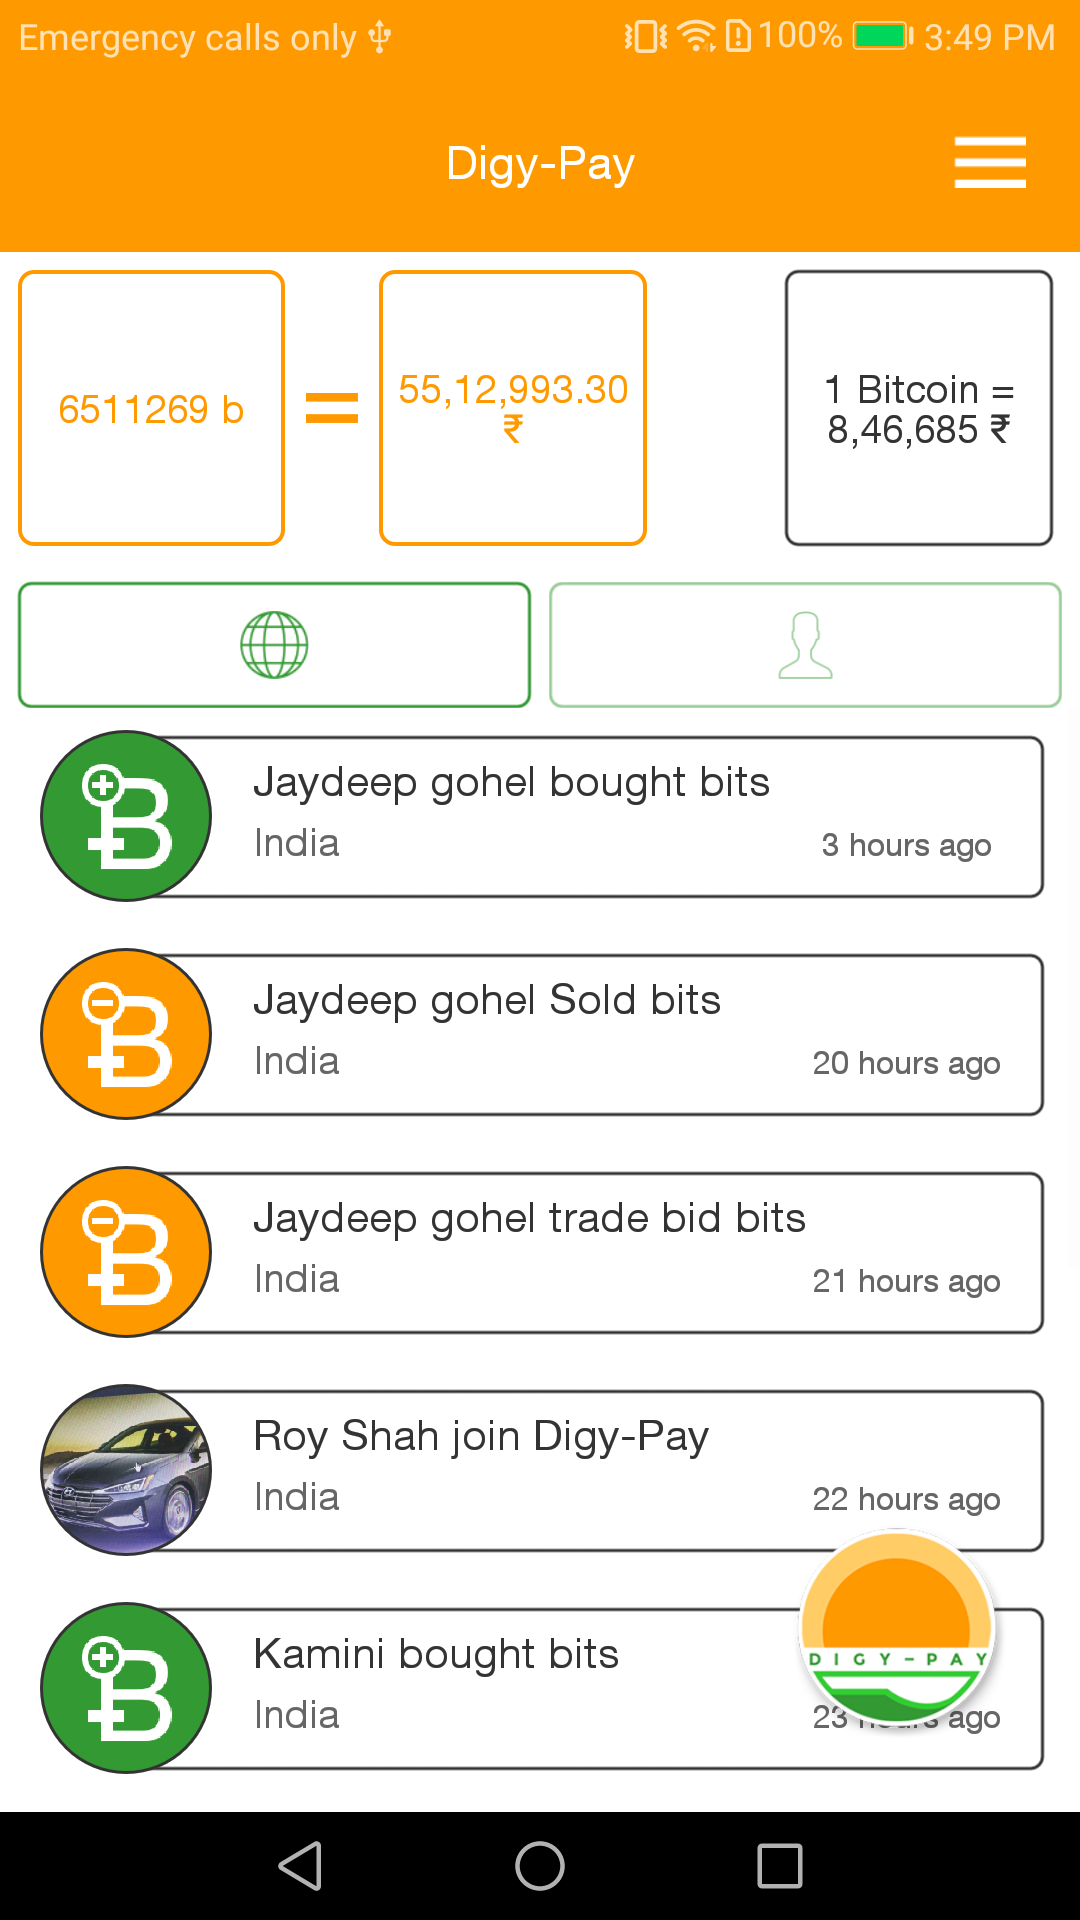 Emergency calls only
100% 3:49 PM
Digy-Pay
6511269 b
=
55,12,993.30
₹
1 Bitcoin =
8,46,685 ₹
Jaydeep gohel bought bits
India
3 hours ago
Jaydeep gohel Sold bits
India
20 hours ago
Jaydeep gohel trade bid bits
India
21 hours ago
Roy Shah join Digy-Pay
India
22 hours ago
Kamini bought bits
DIGY-PAY
India
23 hours ago